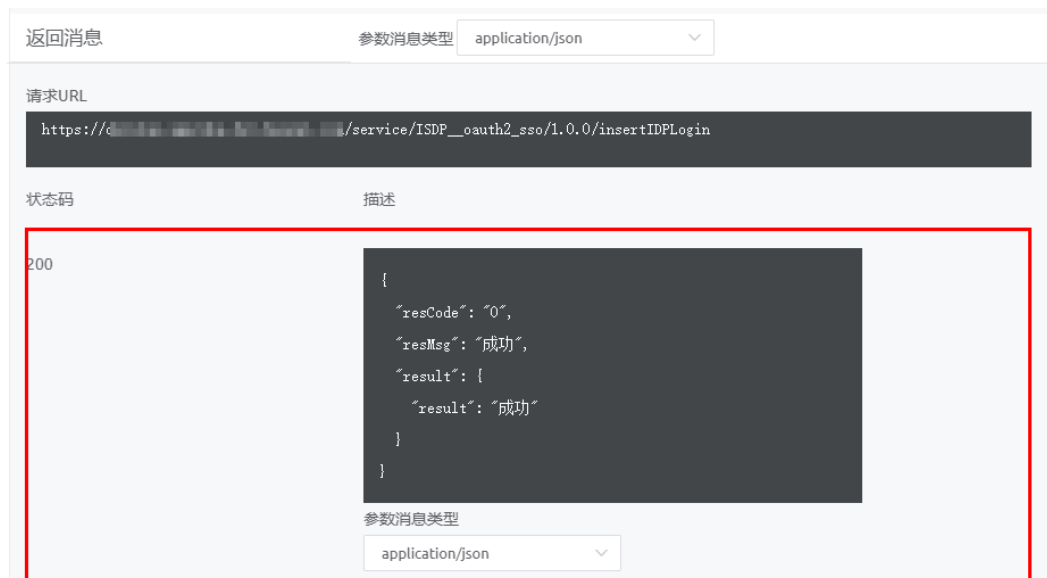 返回消息
参数消息类型 application/json
请求URL
https:// /service/ISDP__oauth2_sso/1.0.0/insertIDPLogin
状态码 描述
200
{
"resCode": "0",
"resMsg": "成功",
"result": {
"result": "成功"
}
}
参数消息类型
application/json